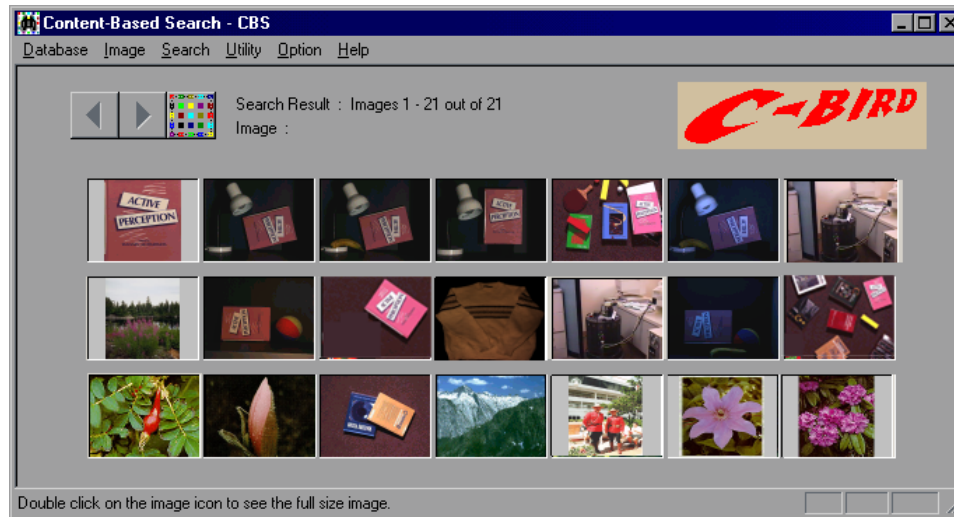 Content-Based Search - CBS
Database Image Search Utility Option Help
Search Result : Images 1 - 21 out of 21
Image :
C-BIRD
ACTIVE
PERCEPTION
Double click on the image icon to see the full size image.